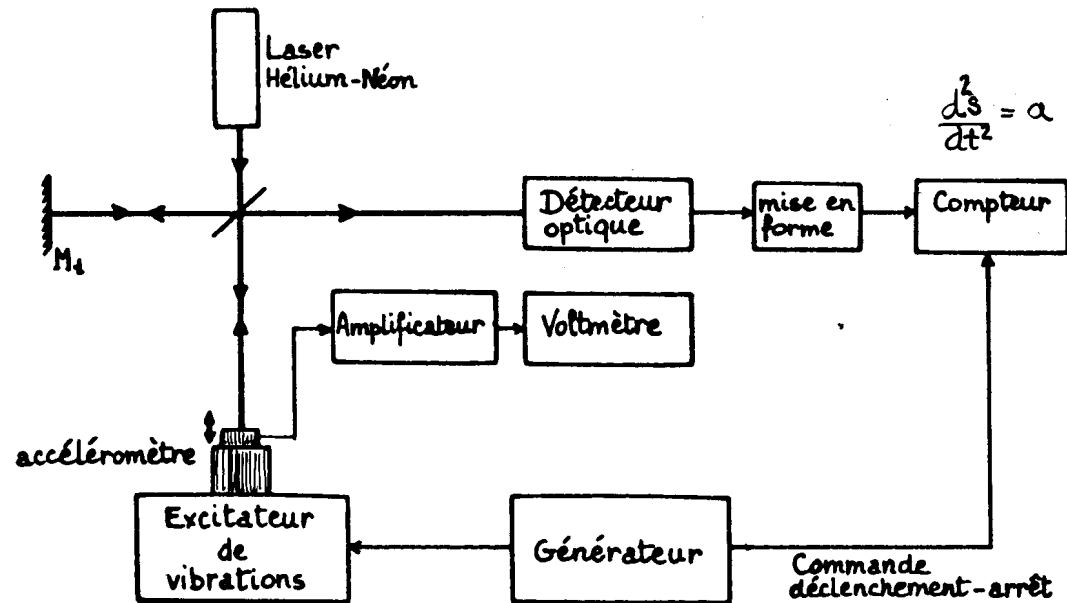 Laser
Hélium-Néon
d²s/dt² = a
M1
Détecteur
optique
mise en
forme
Compteur
Amplificateur
Voltmètre
accéléromètre
Excitateur
de
vibrations
Générateur
Commande
déclenchement-arrêt